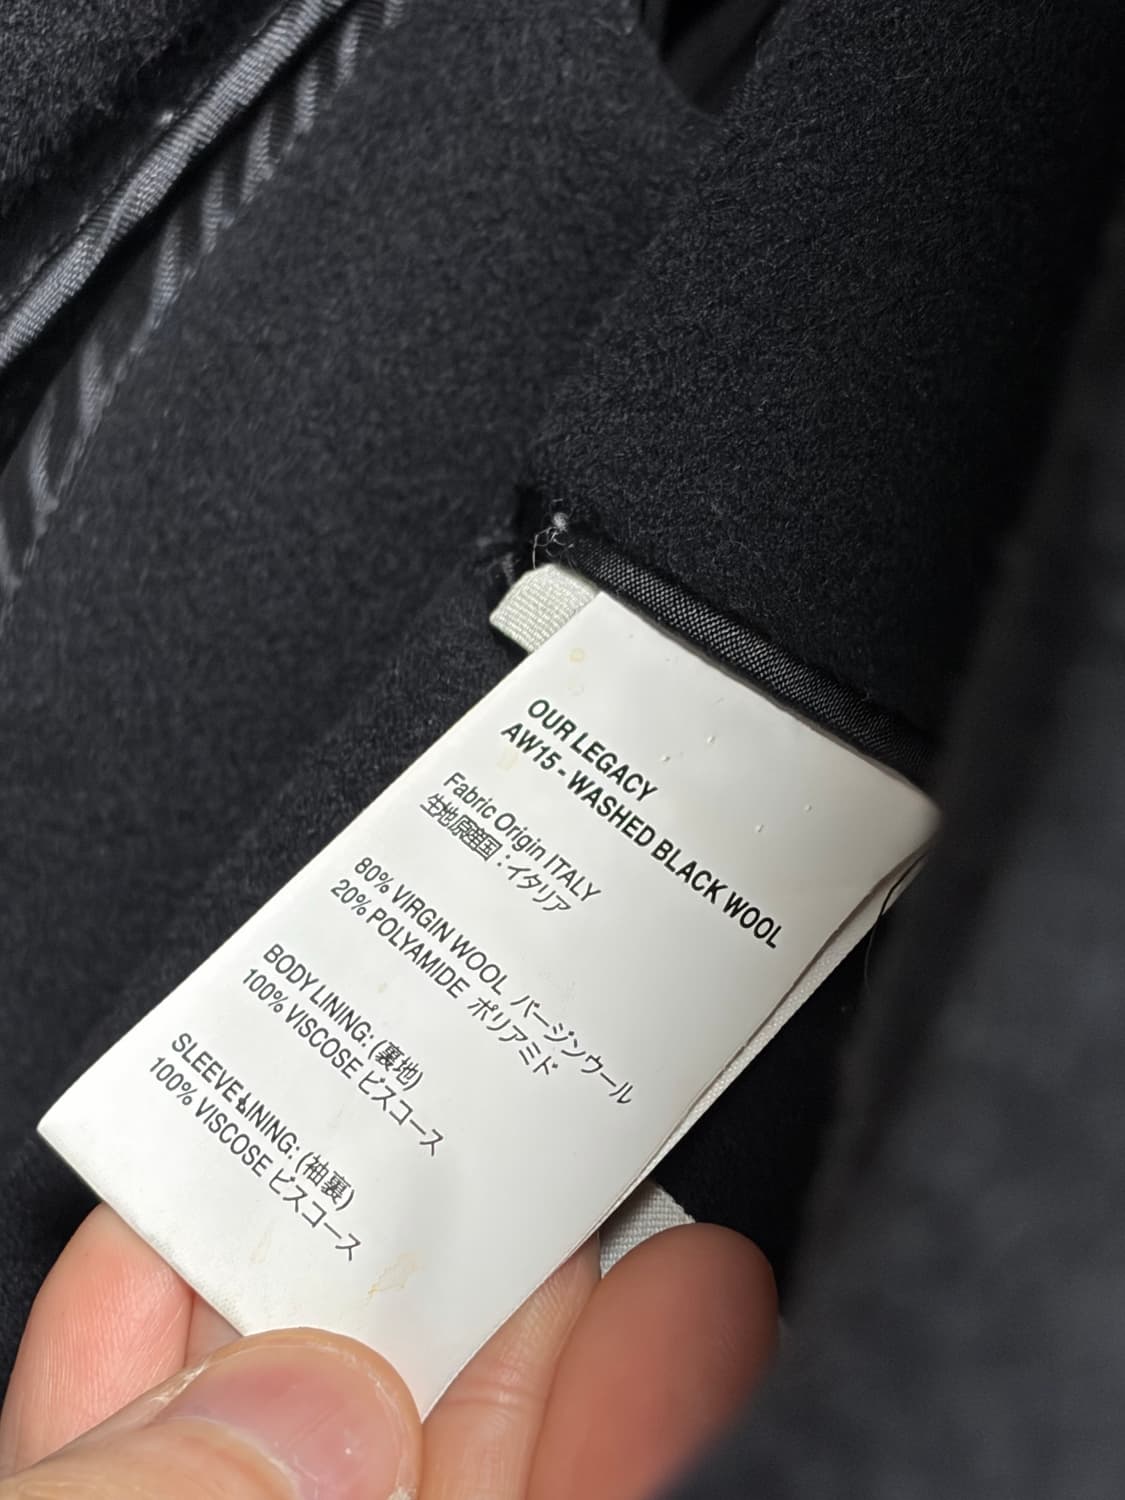 OUR LEGACY
AW15 - WASHED BLACK WOOL
Fabric Origin ITALY
生地原産国：イタリア
80% VIRGIN WOOL バージンウール
20% POLYAMIDE ポリアミド
BODY LINING: (裏地)
100% VISCOSE ビスコース
SLEEVE LINING: (袖裏)
100% VISCOSE ビスコース